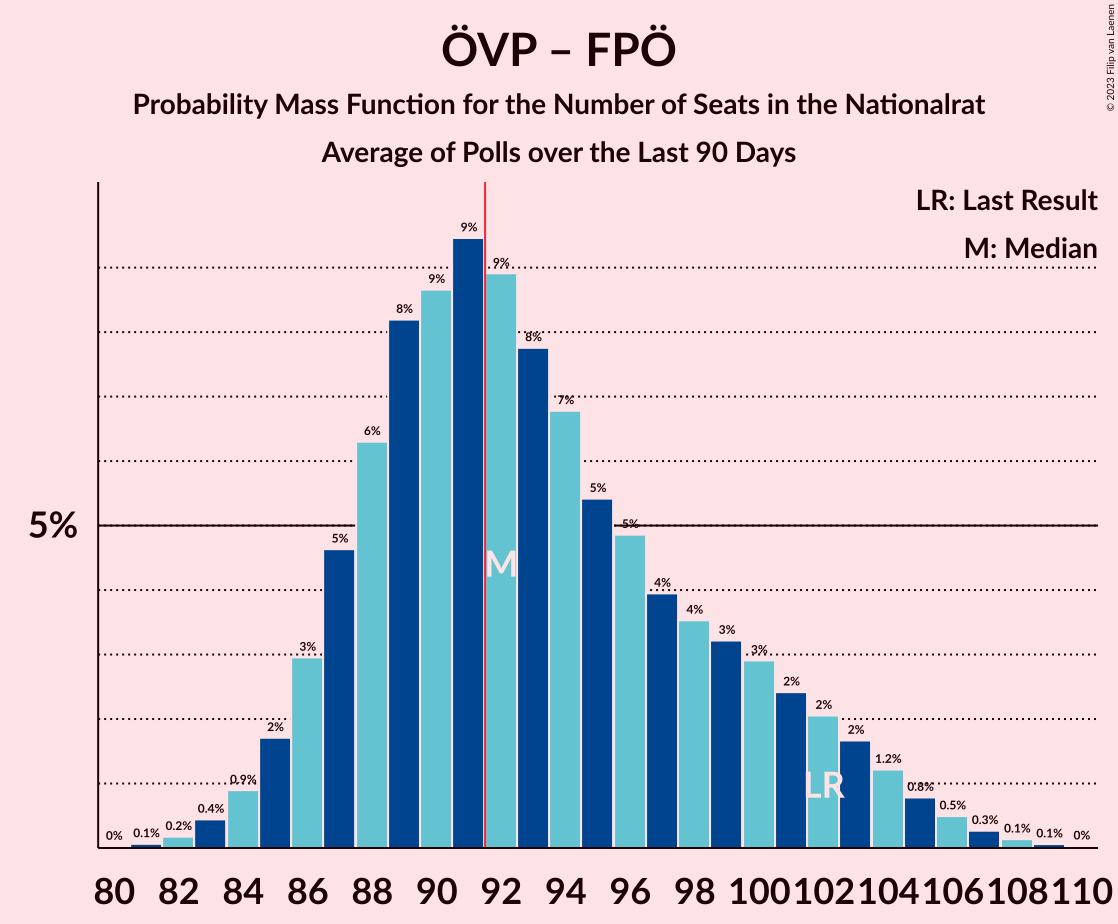 ÖVP – FPÖ
Probability Mass Function for the Number of Seats in the Nationalrat
Average of Polls over the Last 90 Days
© 2023 Filip van Laenen
LR: Last Result
M: Median
5%
0% 0.1% 0.2% 0.4% 0.9% 2% 3% 5% 6% 8% 9% 9% 9% 8% 7% 5% 5% 4% 4% 3% 3% 2% 2% 2% 1.2% 0.8% 0.5% 0.3% 0.1% 0.1% 0%
M
LR
80 82 84 86 88 90 92 94 96 98 100 102 104 106 108 110